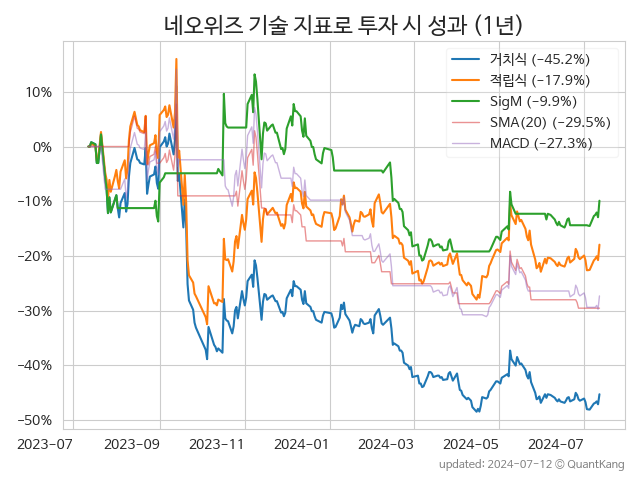 네오위즈 기술 지표로 투자 시 성과 (1년)
거치식 (-45.2%)
적립식 (-17.9%)
SigM (-9.9%)
SMA(20) (-29.5%)
MACD (-27.3%)
10%
0%
-10%
-20%
-30%
-40%
-50%
2023-07 2023-09 2023-11 2024-01 2024-03 2024-05 2024-07
updated: 2024-07-12 © QuantKang